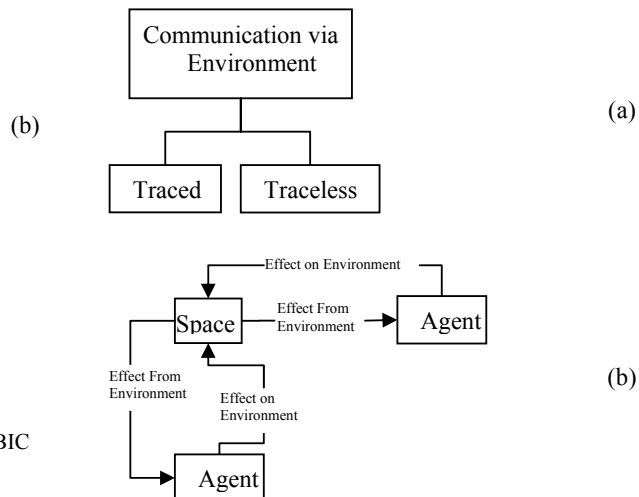 Communication via
Environment
(a)
(b)
Traced
Traceless
Effect on Environment
Space
Effect From
Environment
Agent
Effect From
Environment
Effect on
Environment
(b)
BIC
Agent